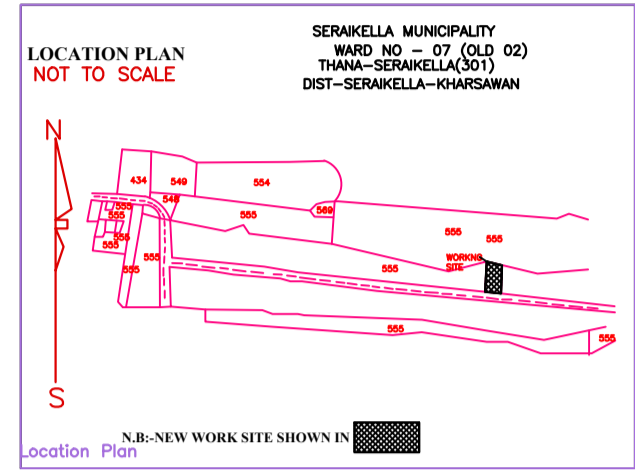 SERAIKELLA MUNICIPALITY
WARD NO - 07 (OLD 02)
THANA-SERAIKELLA(301)
DIST-SERAIKELLA-KHARSAWAN
LOCATION PLAN
NOT TO SCALE
N
434
549
554
548
555
569
555
555
555
555
555
555
555
555
555
555
WORKNG
SITE
555
555
S
N.B:-NEW WORK SITE SHOWN IN
Location Plan